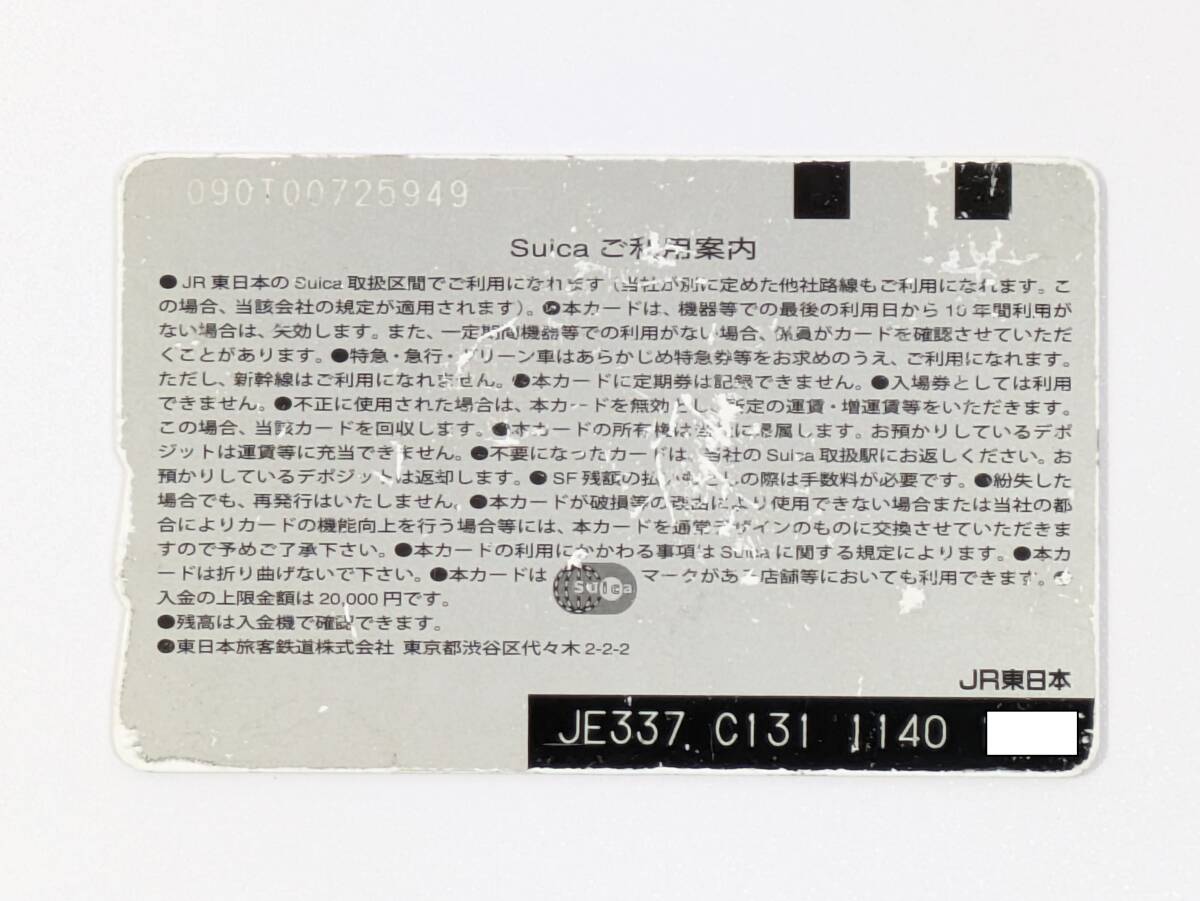 090T00725949
Suica ご利用案内
●JR東日本のSuica取扱区間でご利用になれます(当社が別に定めた他社路線もご利用になれます。こ
の場合、当該会社の規定が適用されます)。●本カードは、機器等での最後の利用日から10年間利用が
ない場合は、失効します。また、一定期間機器等での利用がない場合、係員がカードを確認させていただ
くことがあります。●特急・急行・グリーン車はあらかじめ特急券等をお求めのうえ、ご利用になれます。
ただし、新幹線はご利用になれません。●本カードに定期券は記録できません。●入場券としては利用
できません。●不正に使用された場合は、本カードを無効とし、所定の運賃・増運賃等をいただきます。
この場合、当該カードを回収します。●本カードの所有権は当社に帰属します。お預かりしているデポ
ジットは運賃等に充当できません。●不要になったカードは、当社のSuica取扱駅にお返しください。お
預かりしているデポジットは返却します。●SF残額の払いもどしの際は手数料が必要です。●紛失した
場合でも、再発行はいたしません。●本カードが破損等の理由により使用できない場合または当社の都
合によりカードの機能向上を行う場合等には、本カードを通常デザインのものに交換させていただきま
すので予めご了承下さい。●本カードの利用にかかわる事項はSuicaに関する規定によります。●本カ
ードは折り曲げないで下さい。●本カードは Suica マークがある店舗等においても利用できます。●
入金の上限金額は20,000円です。
●残高は入金機で確認できます。
●東日本旅客鉄道株式会社 東京都渋谷区代々木2-2-2
JR東日本
JE337 C131 1140